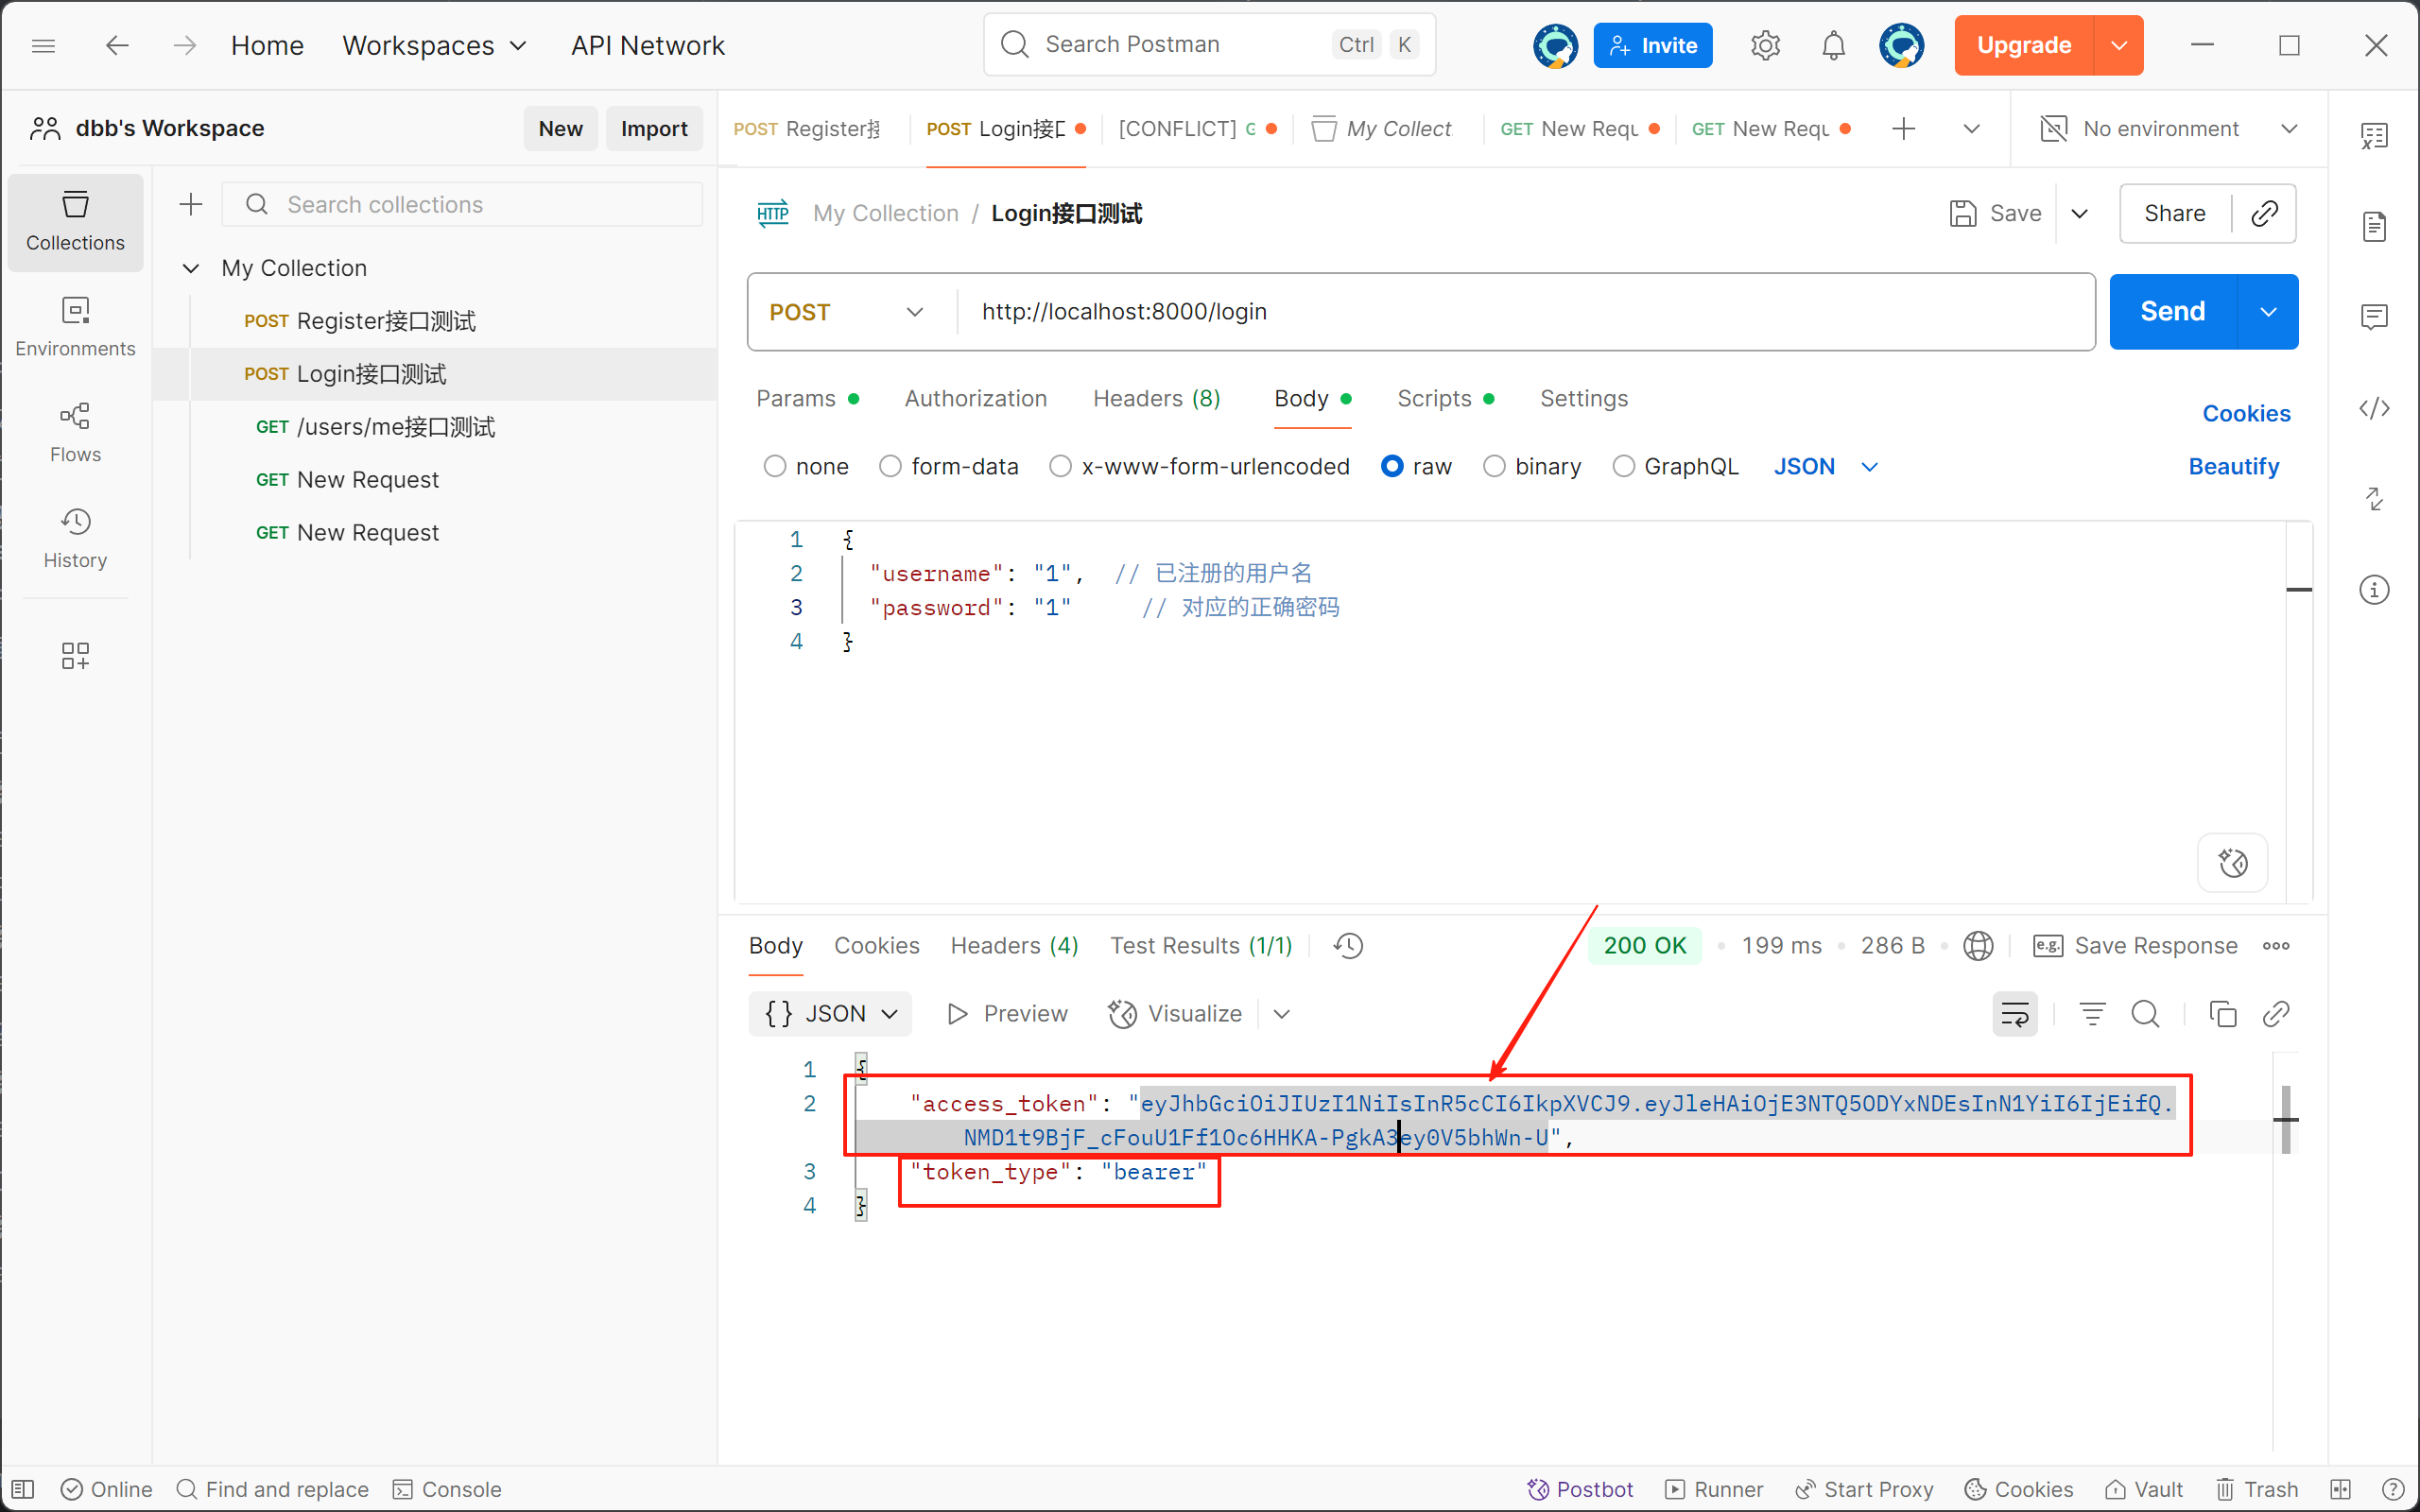 Home Workspaces API Network Search Postman Ctrl K Invite Upgrade
dbb's Workspace New Import
POST Register接 POST Login接 [CONFLICT] G My Collect GET New Requ GET New Requ No environment
Collections
Environments
Flows
History
Search collections
My Collection
POST Register接口测试
POST Login接口测试
GET /users/me接口测试
GET New Request
GET New Request
HTTP My Collection / Login接口测试 Save Share
POST http://localhost:8000/login Send
Params Authorization Headers (8) Body Scripts Settings Cookies
none form-data x-www-form-urlencoded raw binary GraphQL JSON Beautify
1 {
2 "username": "1", // 已注册的用户名
3 "password": "1" // 对应的正确密码
4 }
Body Cookies Headers (4) Test Results (1/1) 200 OK 199 ms 286 B e.g. Save Response
{} JSON Preview Visualize
1 {
2 "access_token": "eyJhbGciOiJIUzI1NiIsInR5cCI6IkpXVCJ9.eyJleHAiOjE3NTQ5ODYxNDEsInN1YiI6IjEifQ.
NMD1t9BjF_cFouU1Ff1Oc6HHKA-PgkA3ey0V5bhWn-U",
3 "token_type": "bearer"
4 }
Online Find and replace Console Postbot Runner Start Proxy Cookies Vault Trash